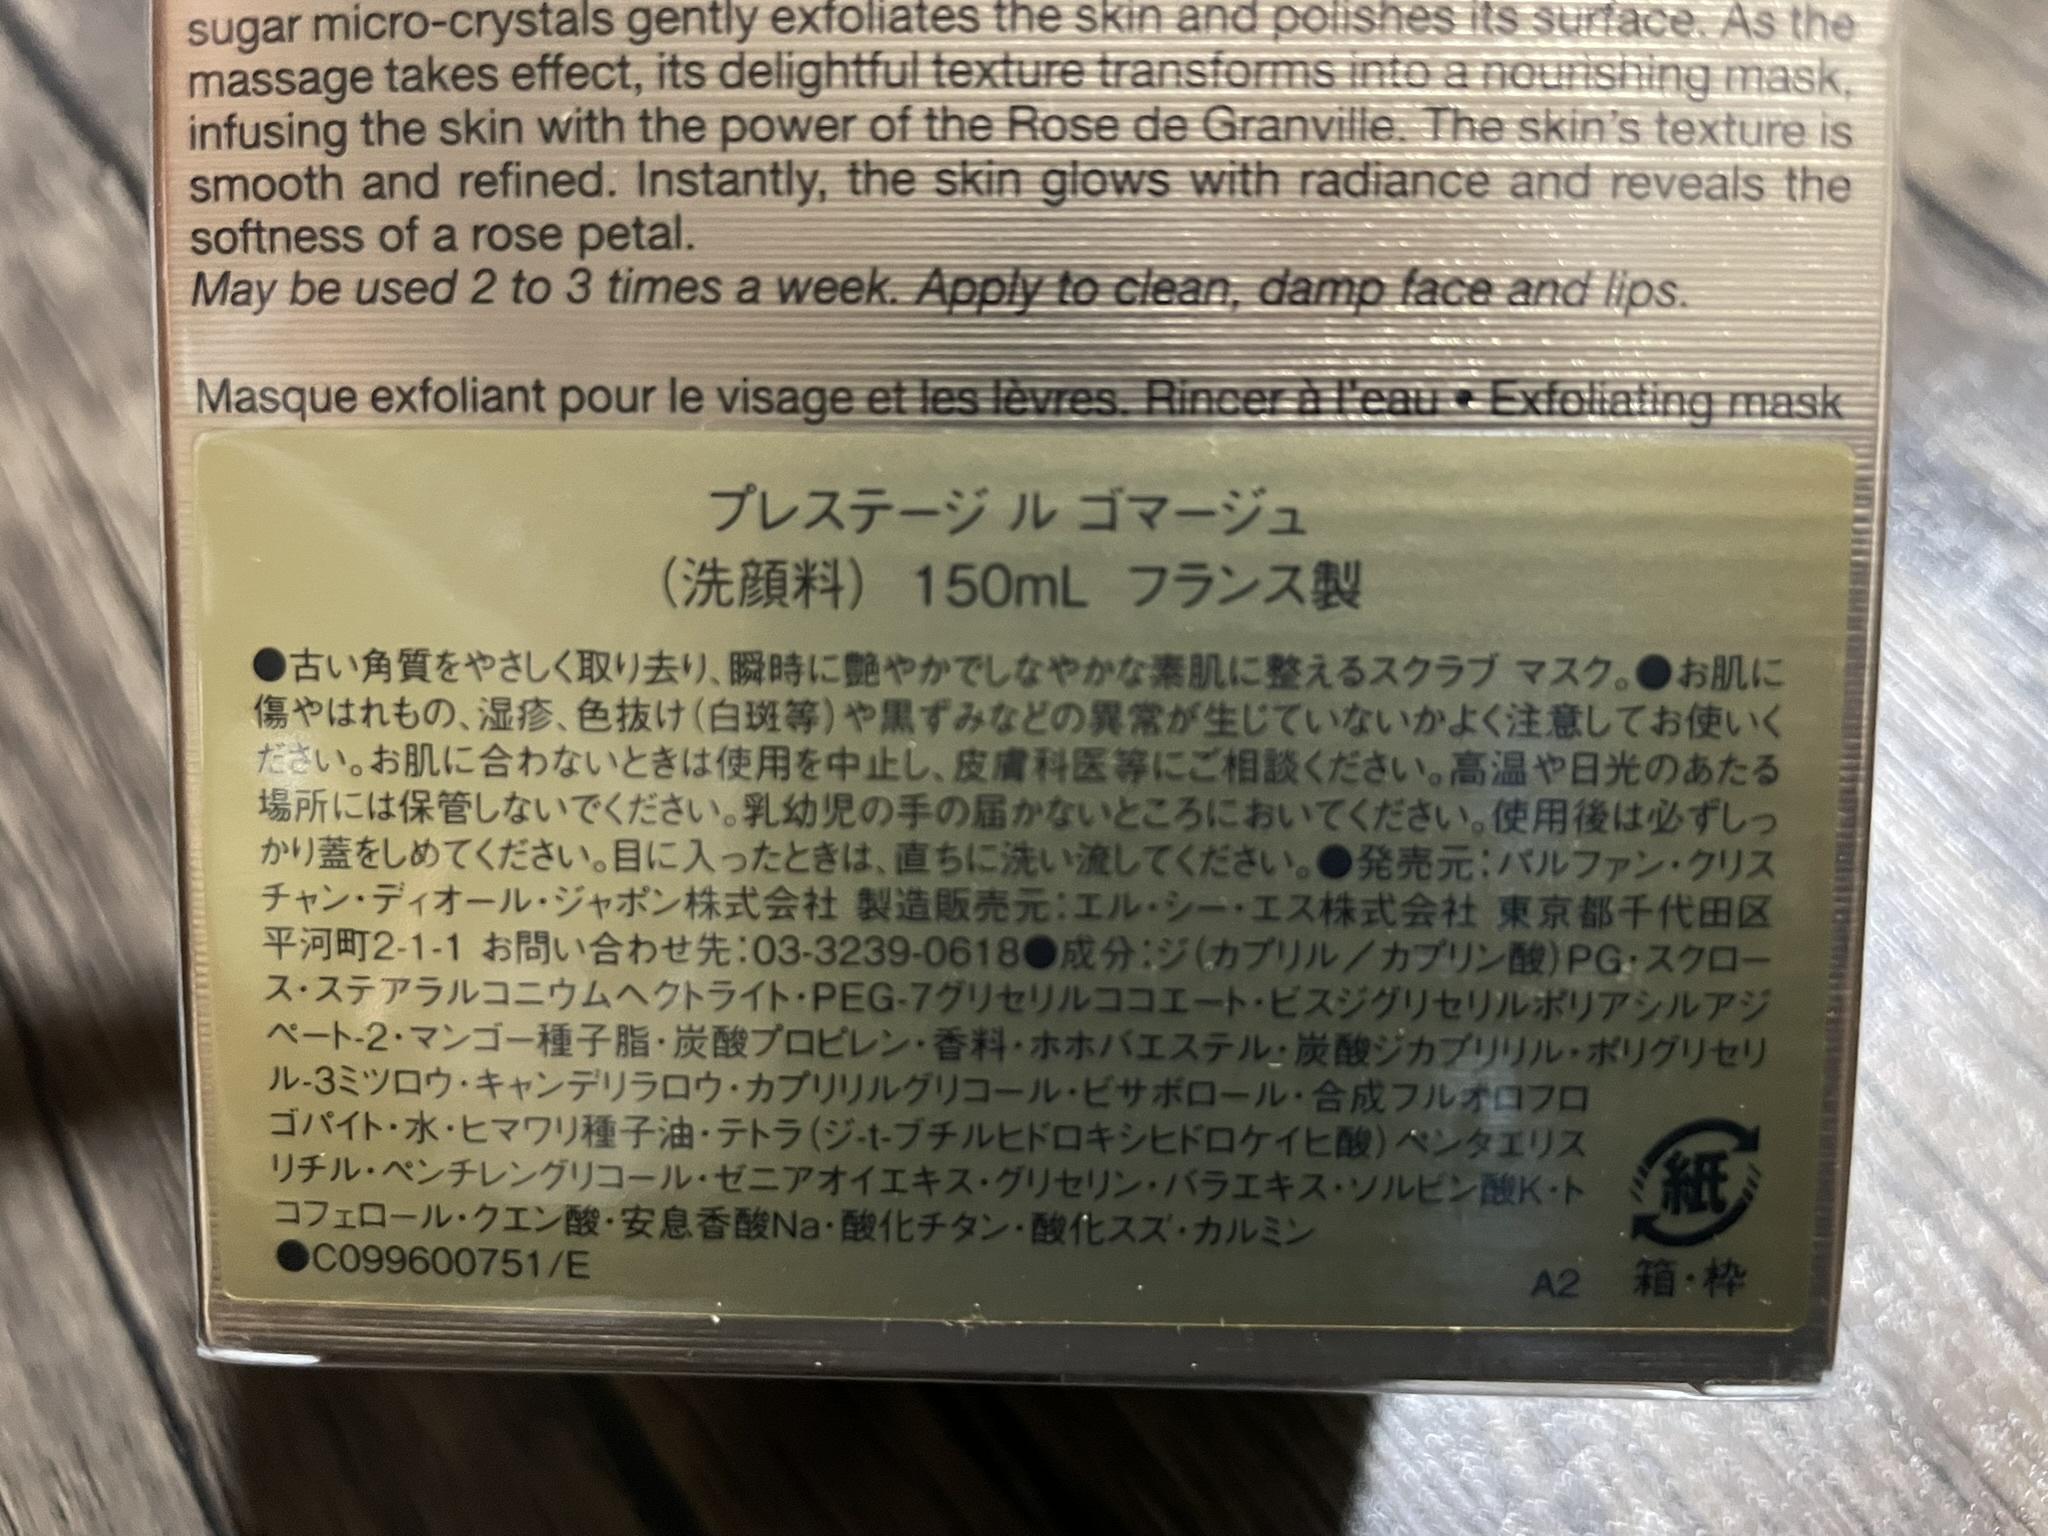 sugar micro-crystals gently exfoliates the skin and polishes its surface. As the
massage takes effect, its delightful texture transforms into a nourishing mask,
infusing the skin with the power of the Rose de Granville. The skin's texture is
smooth and refined. Instantly, the skin glows with radiance and reveals the
softness of a rose petal.
May be used 2 to 3 times a week. Apply to clean, damp face and lips.
Masque exfoliant pour le visage et les lèvres. Rincer à l'eau • Exfoliating mask
プレステージ ル ゴマージュ
(洗顔料) 150mL フランス製
●古い角質をやさしく取り去り、瞬時に艶やかでしなやかな素肌に整えるスクラブ マスク。●お肌に
傷やはれもの、湿疹、色抜け(白斑等)や黒ずみなどの異常が生じていないかよく注意してお使いく
ださい。お肌に合わないときは使用を中止し、皮膚科医等にご相談ください。高温や日光のあたる
場所には保管しないでください。乳幼児の手の届かないところにおいてください。使用後は必ずしっ
かり蓋をしめてください。目に入ったときは、直ちに洗い流してください。●発売元:パルファン・クリス
チャン・ディオール・ジャポン株式会社 製造販売元:エル・シー・エス株式会社 東京都千代田区
平河町2-1-1 お問い合わせ先:03-3239-0618●成分:ジ(カプリル/カプリン酸)PG・スクロー
ス・ステアラルコニウムヘクトライト・PEG-7グリセリルココエート・ビスジグリセリルポリアシルアジ
ペート-2・マンゴー種子脂・炭酸プロピレン・香料・ホホバエステル・炭酸ジカプリリル・ポリグリセリ
ル-3ミツロウ・キャンデリラロウ・カプリリルグリコール・ビサボロール・合成フルオロフロ
ゴパイト・水・ヒマワリ種子油・テトラ(ジ-t-ブチルヒドロキシヒドロケイヒ酸)ペンタエリス
リチル・ペンチレングリコール・ゼニアオイエキス・グリセリン・バラエキス・ソルビン酸K・ト
コフェロール・クエン酸・安息香酸Na・酸化チタン・酸化スズ・カルミン
●C099600751/E
A2
紙
箱・枠